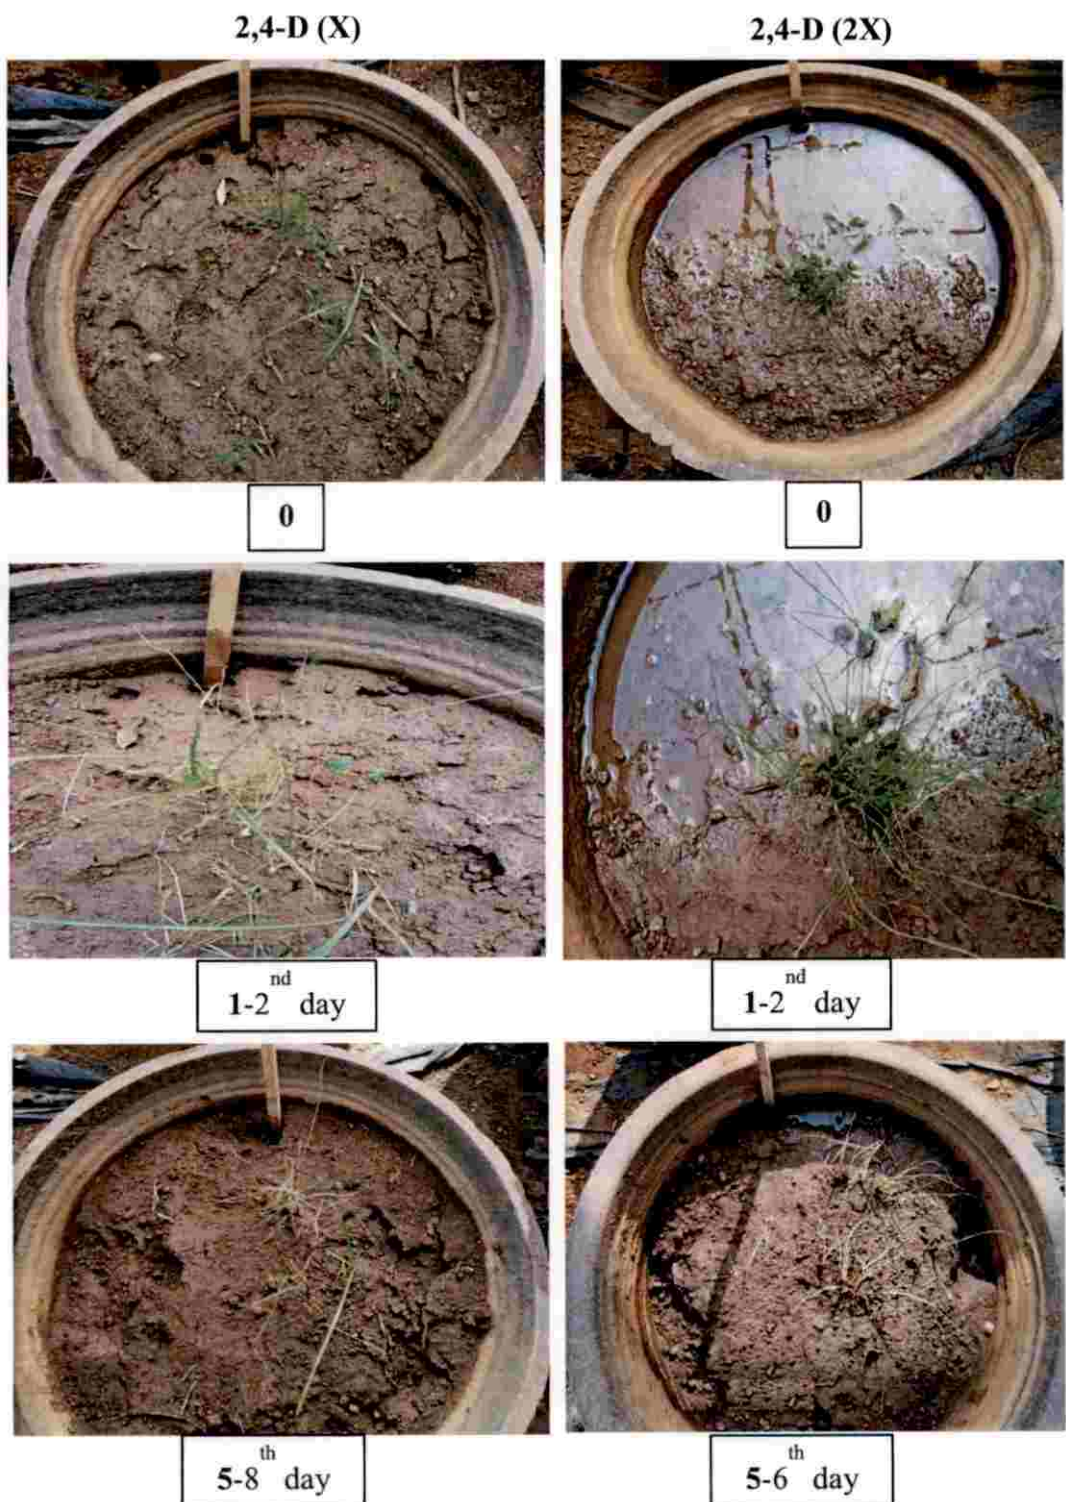 2,4-D (X)
2,4-D (2X)
0
0
1-2nd day
1-2nd day
5-8th day
5-6th day